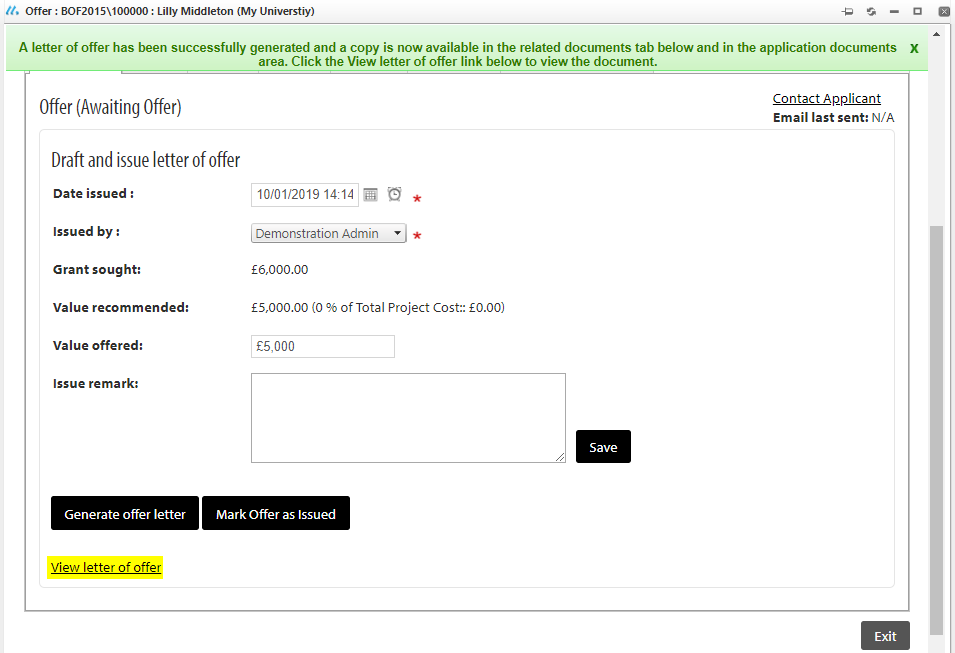 Offer : BOF2015\100000 : Lilly Middleton (My Universtiy)
A letter of offer has been successfully generated and a copy is now available in the related documents tab below and in the application documents
area. Click the View letter of offer link below to view the document.
x
Offer (Awaiting Offer)
Contact Applicant
Email last sent: N/A
Draft and issue letter of offer
Date issued : 10/01/2019 14:14 *
Issued by : Demonstration Admin *
Grant sought: £6,000.00
Value recommended: £5,000.00 (0 % of Total Project Cost:: £0.00)
Value offered: £5,000
Issue remark:
Save
Generate offer letter Mark Offer as Issued
View letter of offer
Exit